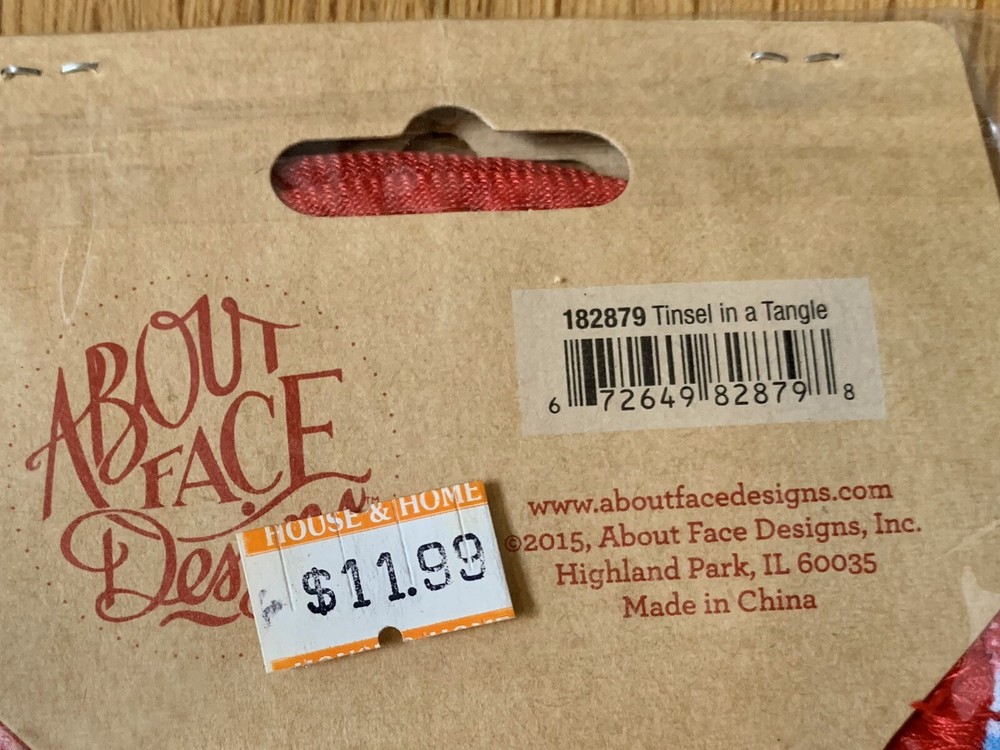 182879 Tinsel in a Tangle
6 72649 82879 8
ABOUT
FACE
™
HOUSE & HOME
$11.99
www.aboutfacedesigns.com
©2015, About Face Designs, Inc.
Highland Park, IL 60035
Made in China